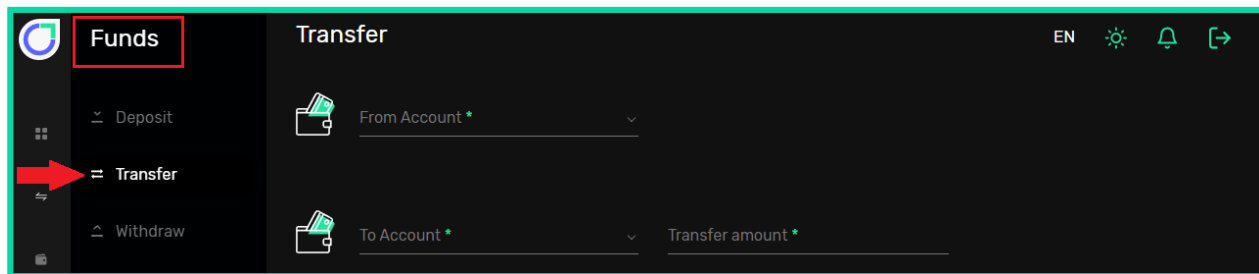 Funds
Transfer
EN
Deposit
From Account *
Transfer
Withdraw
To Account *
Transfer amount *